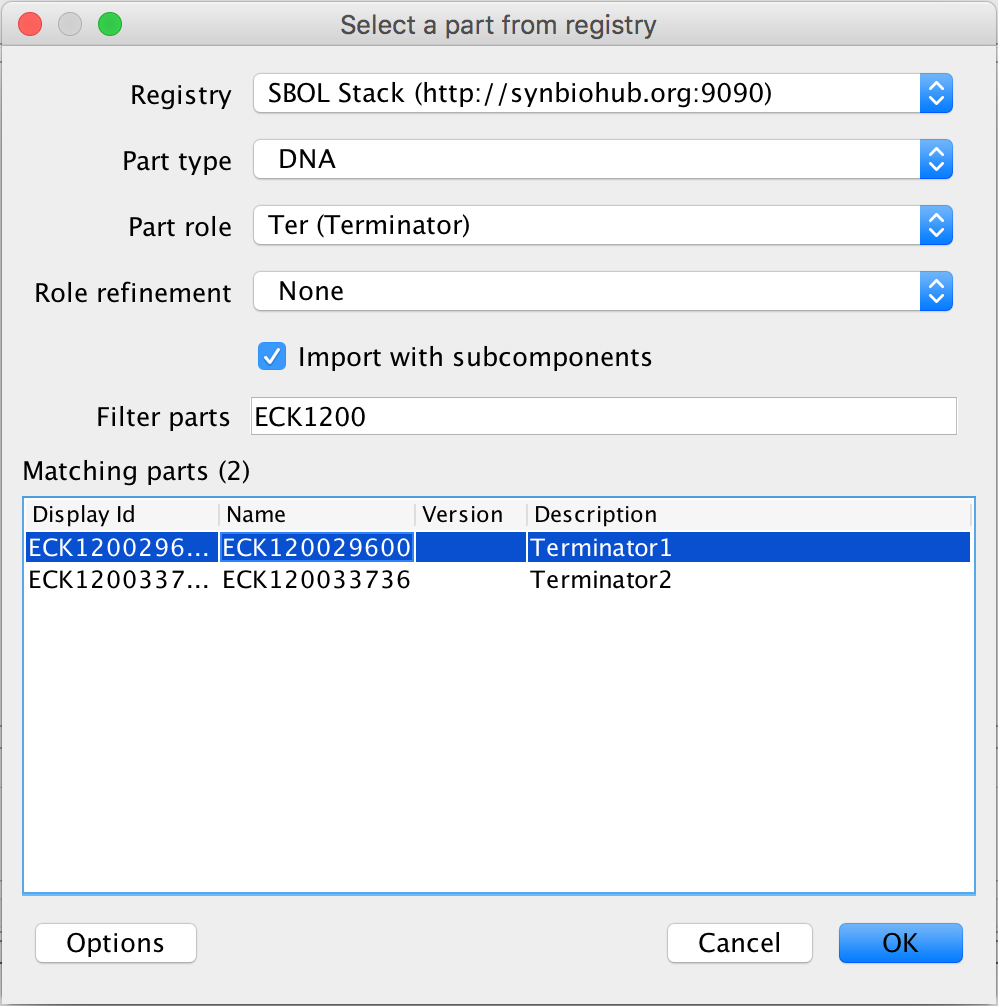 Select a part from registry
Registry SBOL Stack (http://synbiohub.org:9090)
Part type DNA
Part role Ter (Terminator)
Role refinement None
Import with subcomponents
Filter parts ECK1200
Matching parts (2)
Display Id Name Version Description
ECK1200296... ECK120029600 Terminator1
ECK1200337... ECK120033736 Terminator2
Options Cancel OK